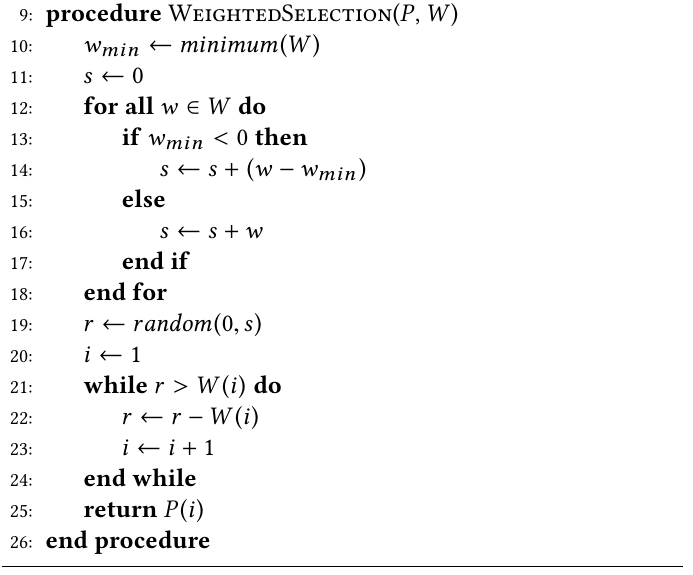 9: procedure WeightedSelection(P, W)
10: w_min ← minimum(W)
11: s ← 0
12: for all w ∈ W do
13: if w_min < 0 then
14: s ← s + (w − w_min)
15: else
16: s ← s + w
17: end if
18: end for
19: r ← random(0, s)
20: i ← 1
21: while r > W(i) do
22: r ← r − W(i)
23: i ← i + 1
24: end while
25: return P(i)
26: end procedure